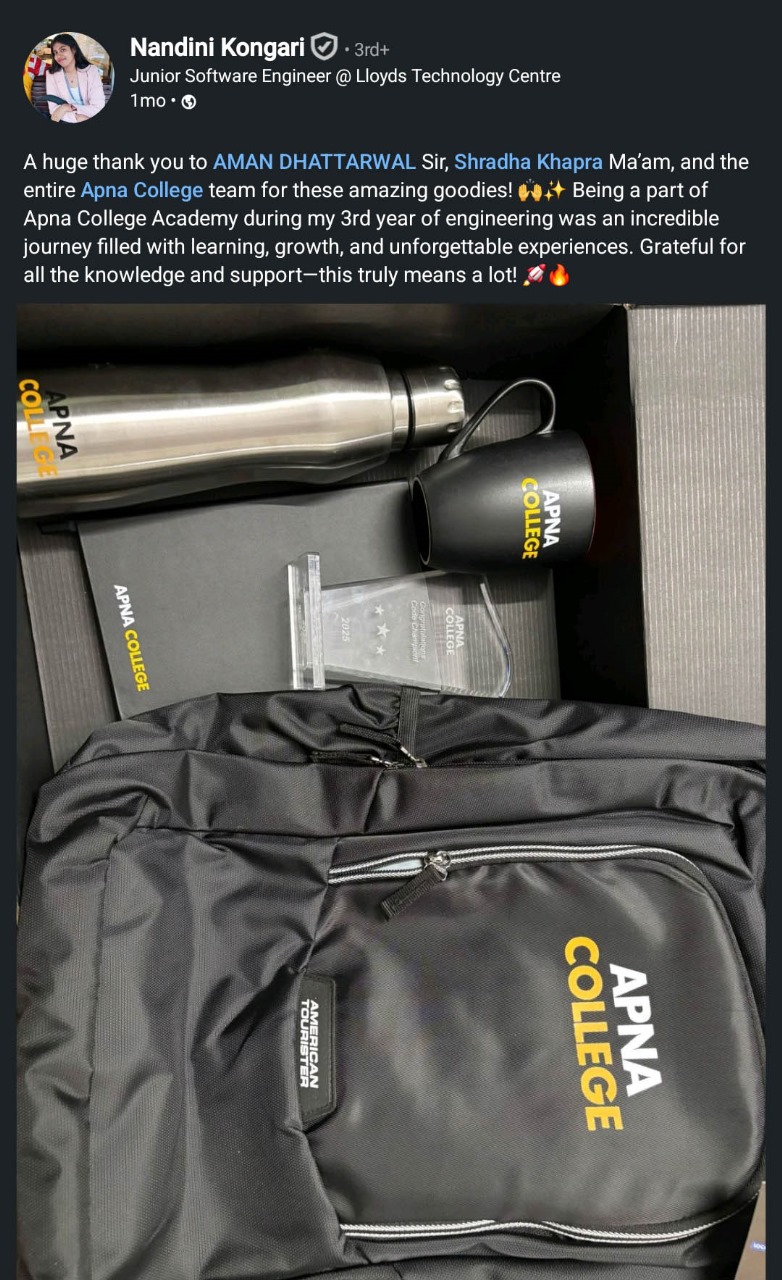 Nandini Kongari • 3rd+
Junior Software Engineer @ Lloyds Technology Centre
1mo •
A huge thank you to AMAN DHATTARWAL Sir, Shradha Khapra Ma’am, and the
entire Apna College team for these amazing goodies! 🙌✨ Being a part of
Apna College Academy during my 3rd year of engineering was an incredible
journey filled with learning, growth, and unforgettable experiences. Grateful for
all the knowledge and support—this truly means a lot! 🚀🔥
APNA
COLLEGE
APNA
COLLEGE
APNA COLLEGE
APNA
COLLEGE
Congratulations
Code Champion!
2025
APNA
COLLEGE
AMERICAN
TOURISTER